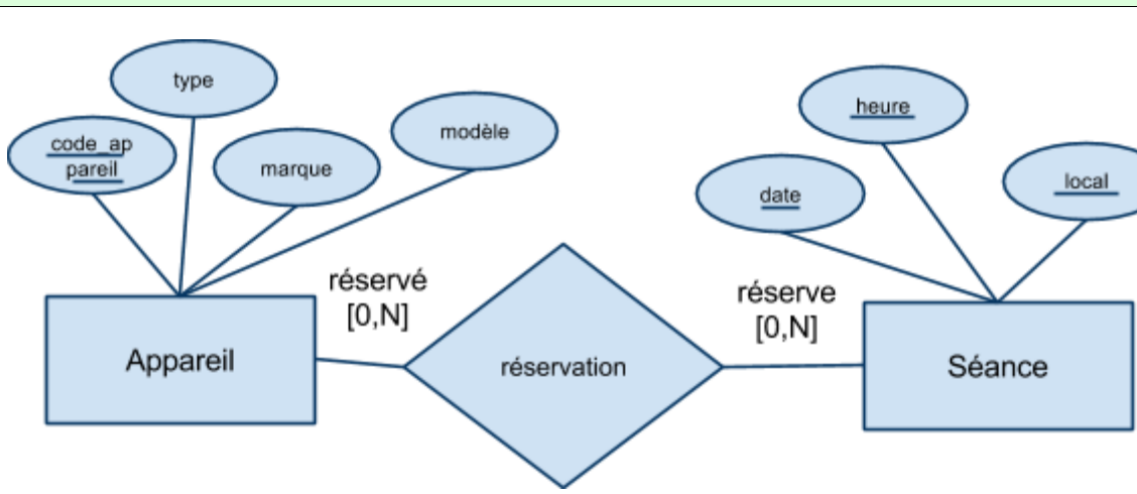 type
heure
code_ap
pareil
modèle
marque
date
local
réservé
[0,N]
réserve
[0,N]
Appareil
réservation
Séance